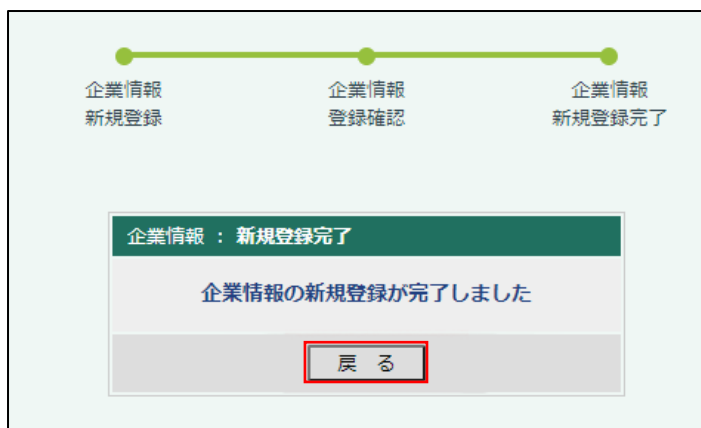 企業情報
新規登録
企業情報
登録確認
企業情報
新規登録完了
企業情報 ： 新規登録完了
企業情報の新規登録が完了しました
戻 る